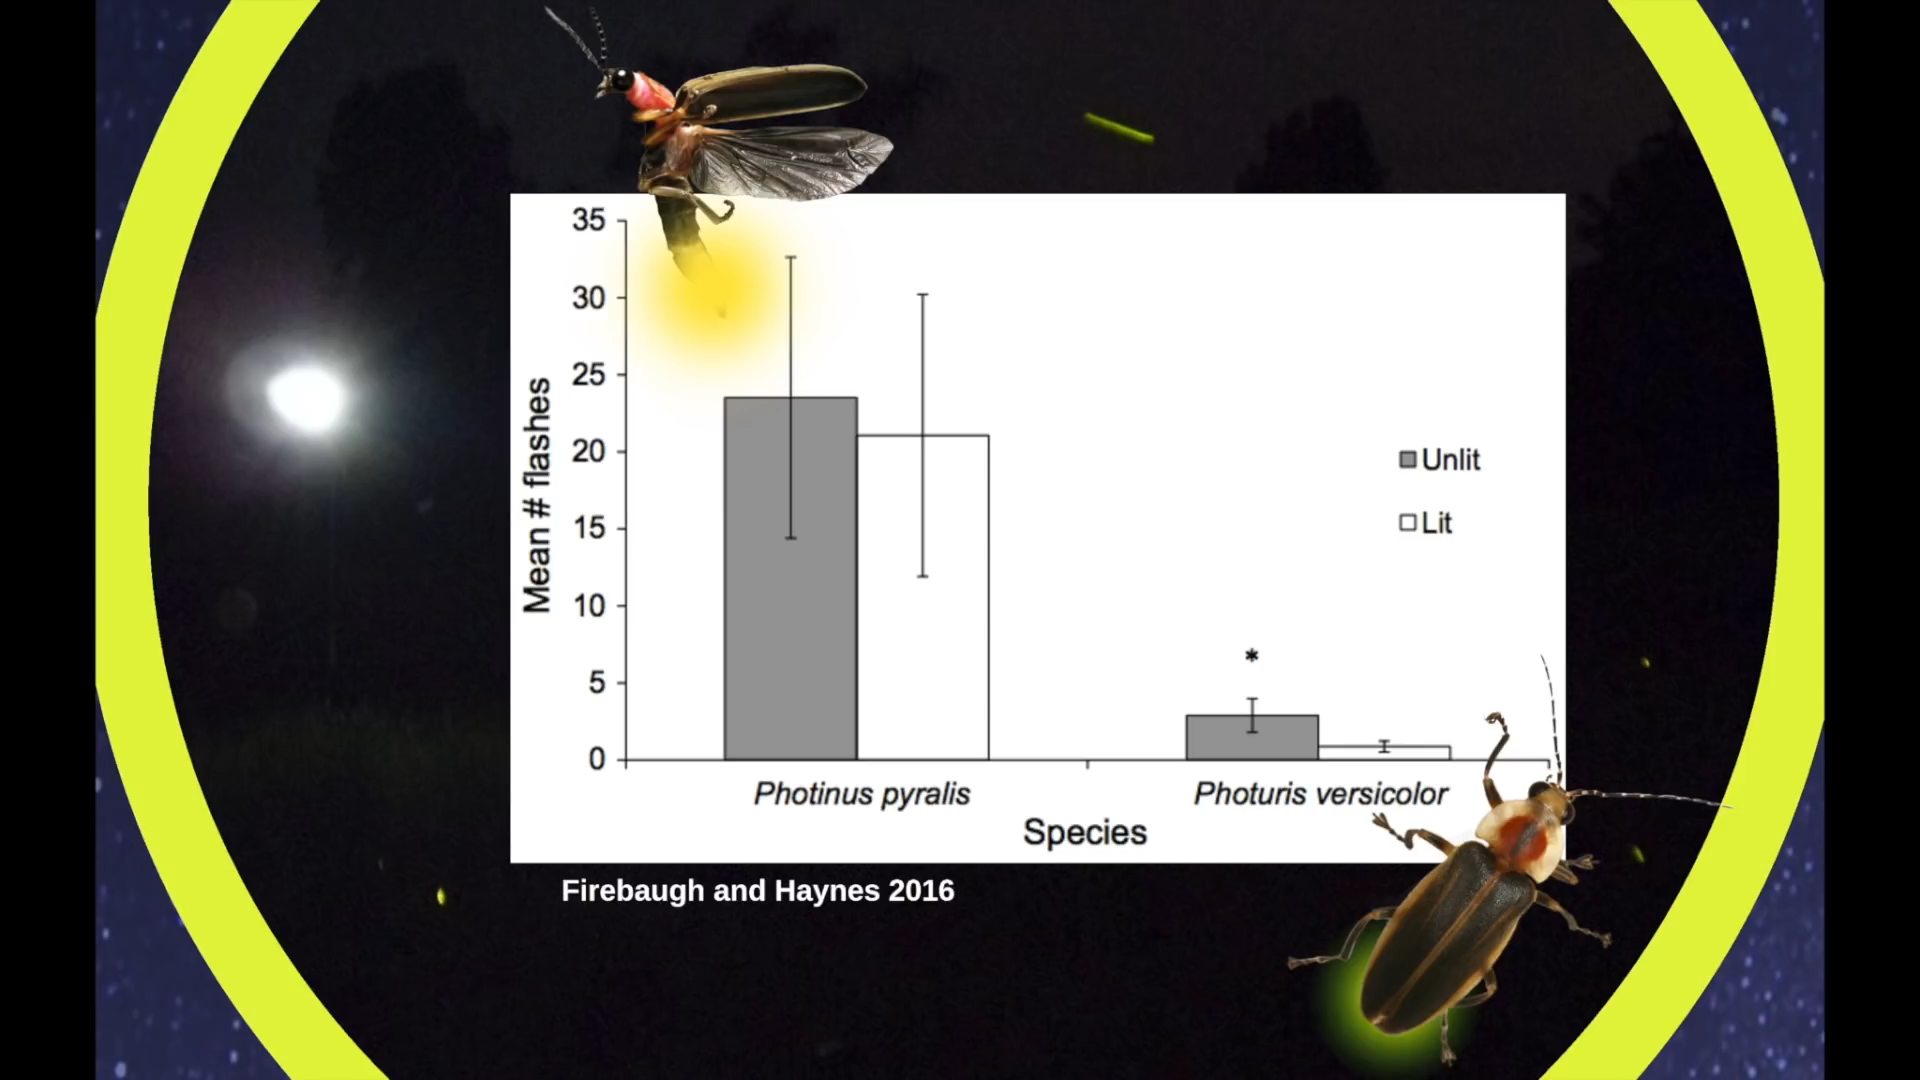 35
30
25
20
15
10
5
0
Mean # flashes
Unlit
Lit
*
Photinus pyralis
Photuris versicolor
Species
Firebaugh and Haynes 2016